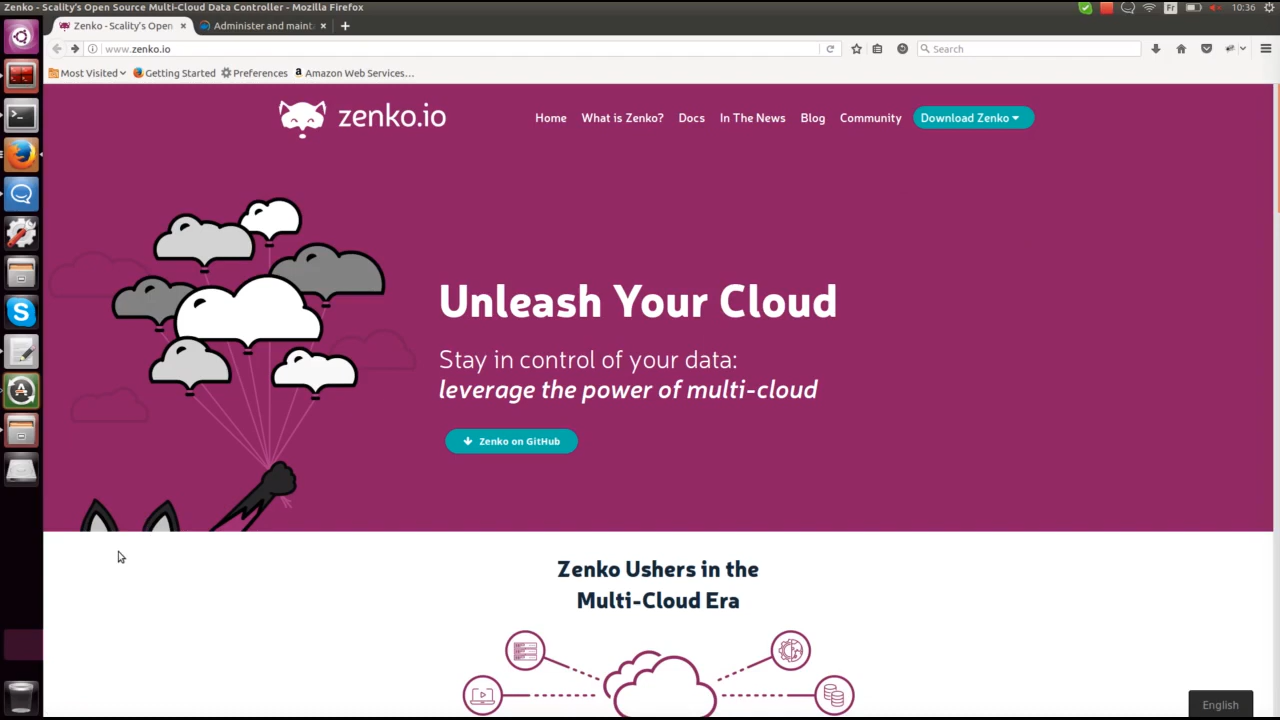 Zenko - Scality's Open Source Multi-Cloud Data Controller - Mozilla Firefox
Fr
10:36
Zenko - Scality's Open
Administer and maint
www.zenko.io
Search
Most Visited
Getting Started
Preferences
Amazon Web Services...
zenko.io
Home
What is Zenko?
Docs
In The News
Blog
Community
Download Zenko
Unleash Your Cloud
Stay in control of your data:
leverage the power of multi-cloud
Zenko on GitHub
Zenko Ushers in the
Multi-Cloud Era
English